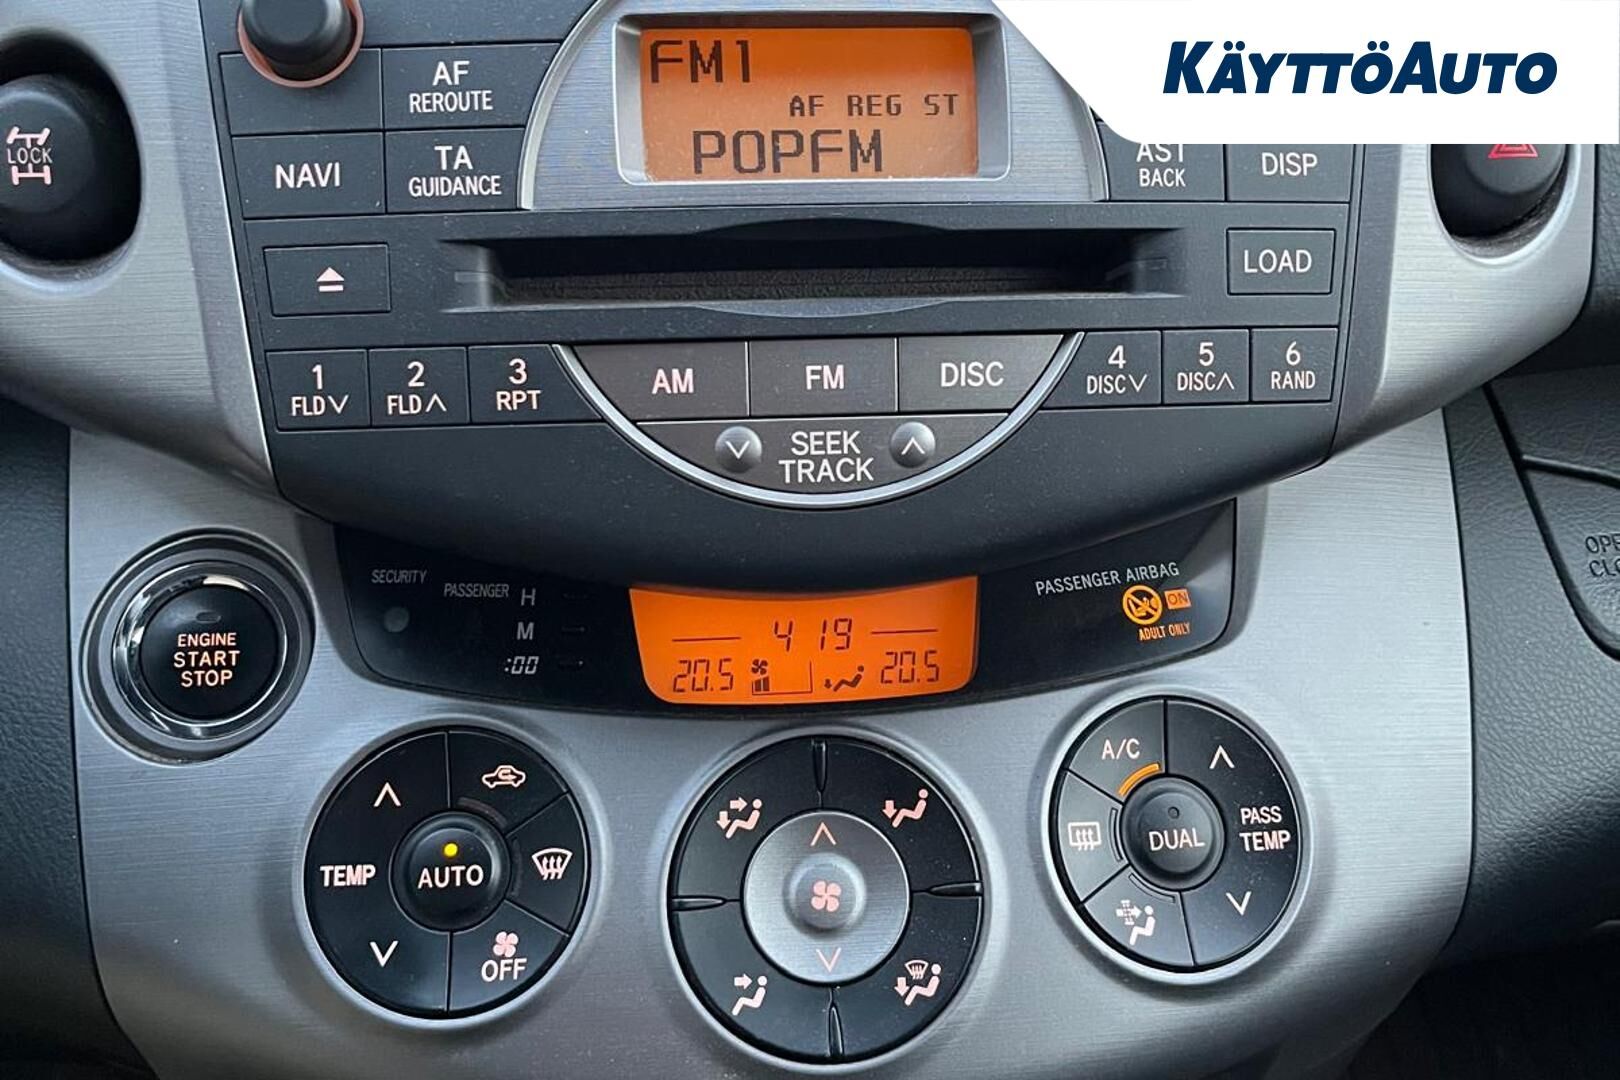 KÄYTTÖAUTO
FM1
AF REG ST
POPFM
AF
REROUTE
LOCK
NAVI
TA
GUIDANCE
AST
BACK
DISP
LOAD
1
FLD
2
FLD
3
RPT
AM
FM
DISC
4
DISC
5
DISC
6
RAND
SEEK
TRACK
SECURITY
PASSENGER
H
M
:00
4 19
20.5
20.5
PASSENGER AIRBAG
ON
ADULT ONLY
ENGINE
START
STOP
TEMP
AUTO
OFF
A/C
DUAL
PASS
TEMP